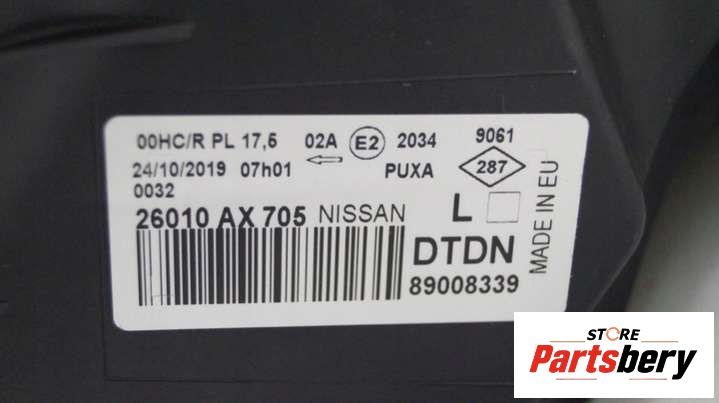 00HC/R PL 17,5 02A E2 2034 9061
24/10/2019 07h01 PUXA 287
0032
26010 AX 705 NISSAN L
DTDN
89008339
MADE IN EU
STORE
Partsbery